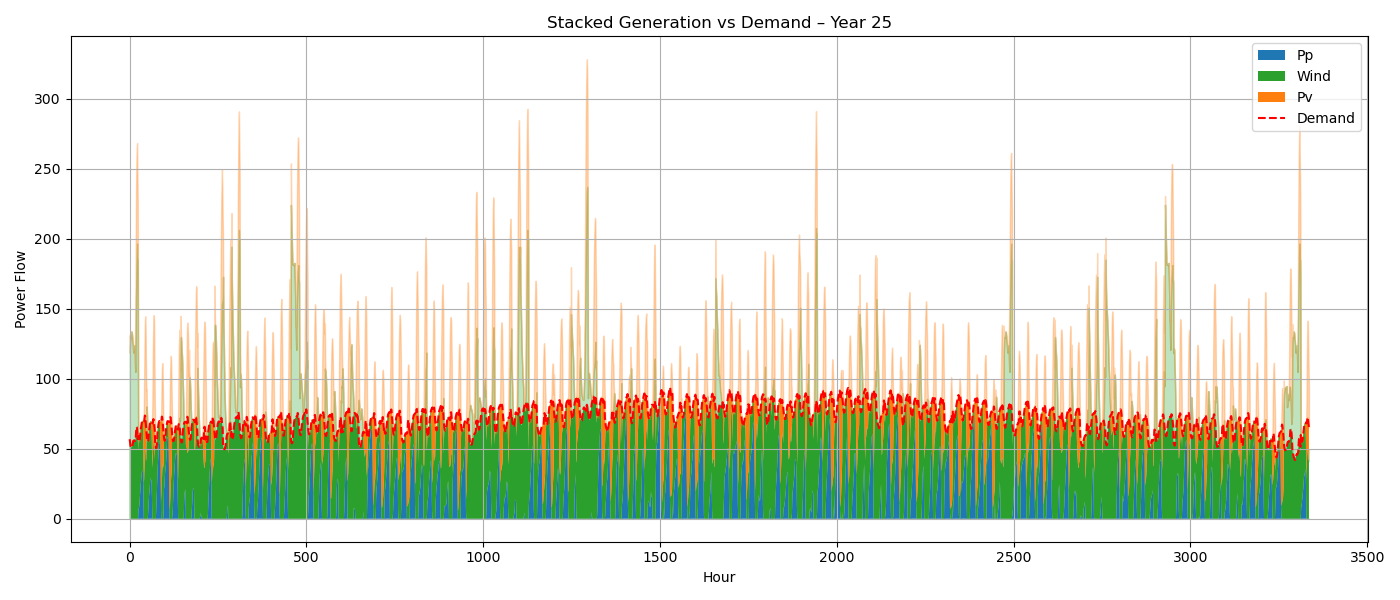 Stacked Generation vs Demand – Year 25
Pp
Wind
Pv
Demand
Power Flow
300
250
200
150
100
50
0
0 500 1000 1500 2000 2500 3000 3500
Hour